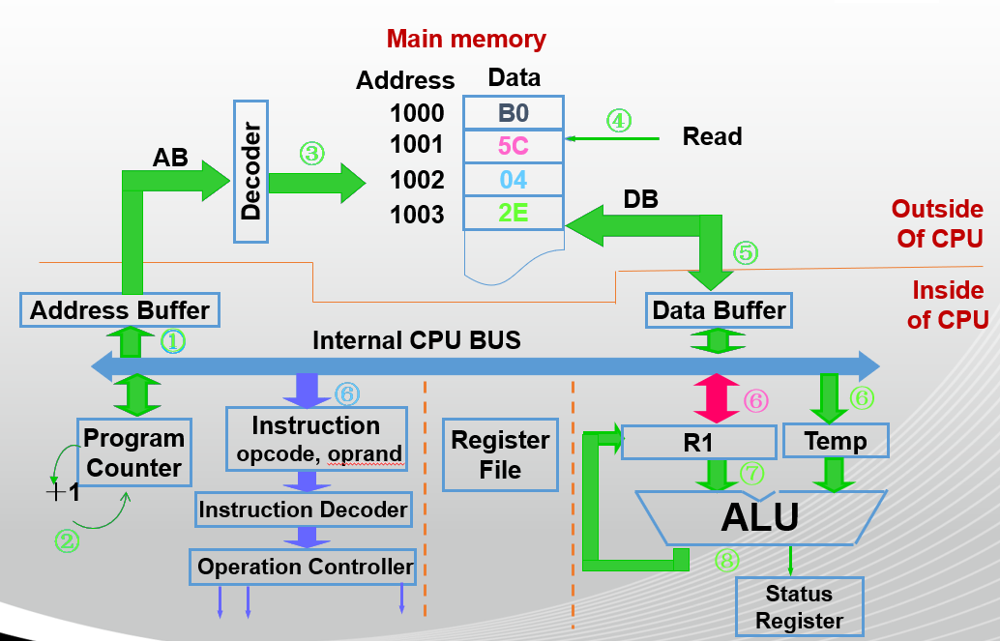 Main memory
Address Data
1000 B0
④
1001 5C
Read
AB
Decoder
③
1002 04
1003 2E
DB
Outside
Of CPU
⑤
Address Buffer
Data Buffer
Inside
of CPU
①
Internal CPU BUS
⑥
⑥
⑥
Program
Counter
+1
②
Instruction
opcode, oprand
Instruction Decoder
Operation Controller
Register
File
R1
Temp
⑦
ALU
⑧
Status
Register